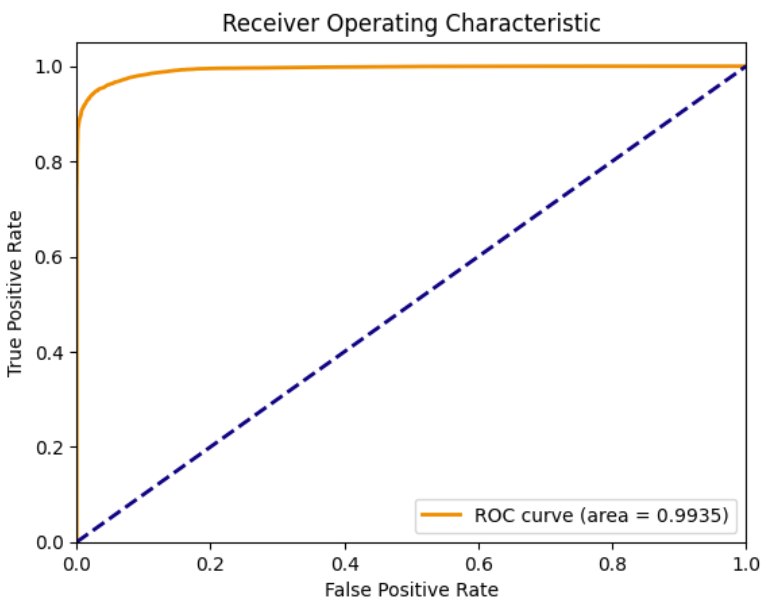 Receiver Operating Characteristic
True Positive Rate
1.0
0.8
0.6
0.4
0.2
0.0
ROC curve (area = 0.9935)
0.0 0.2 0.4 0.6 0.8 1.0
False Positive Rate